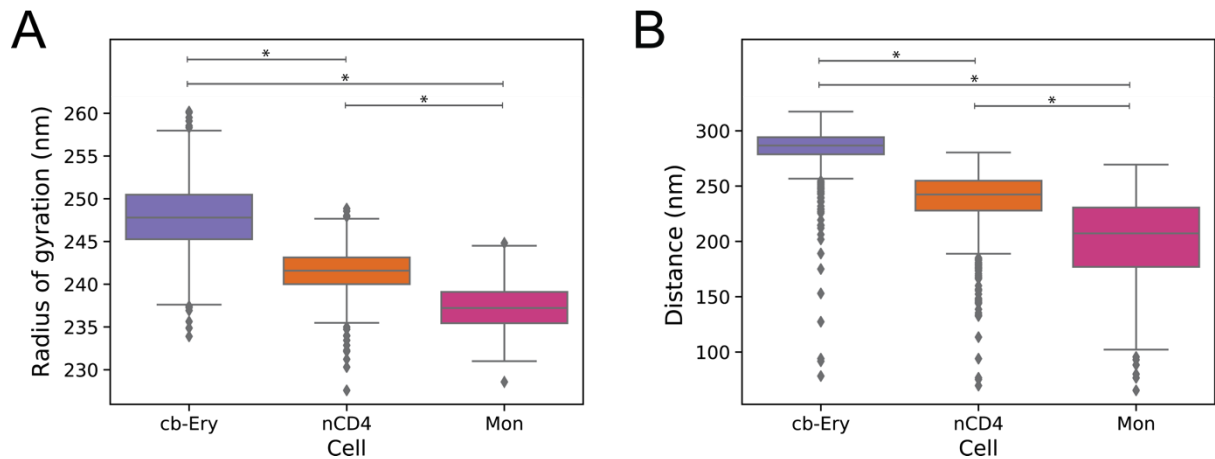 A
Radius of gyration (nm)
260
255
250
245
240
235
230
*
*
*
cb-Ery nCD4 Mon
Cell
B
Distance (nm)
300
250
200
150
100
*
*
*
cb-Ery nCD4 Mon
Cell